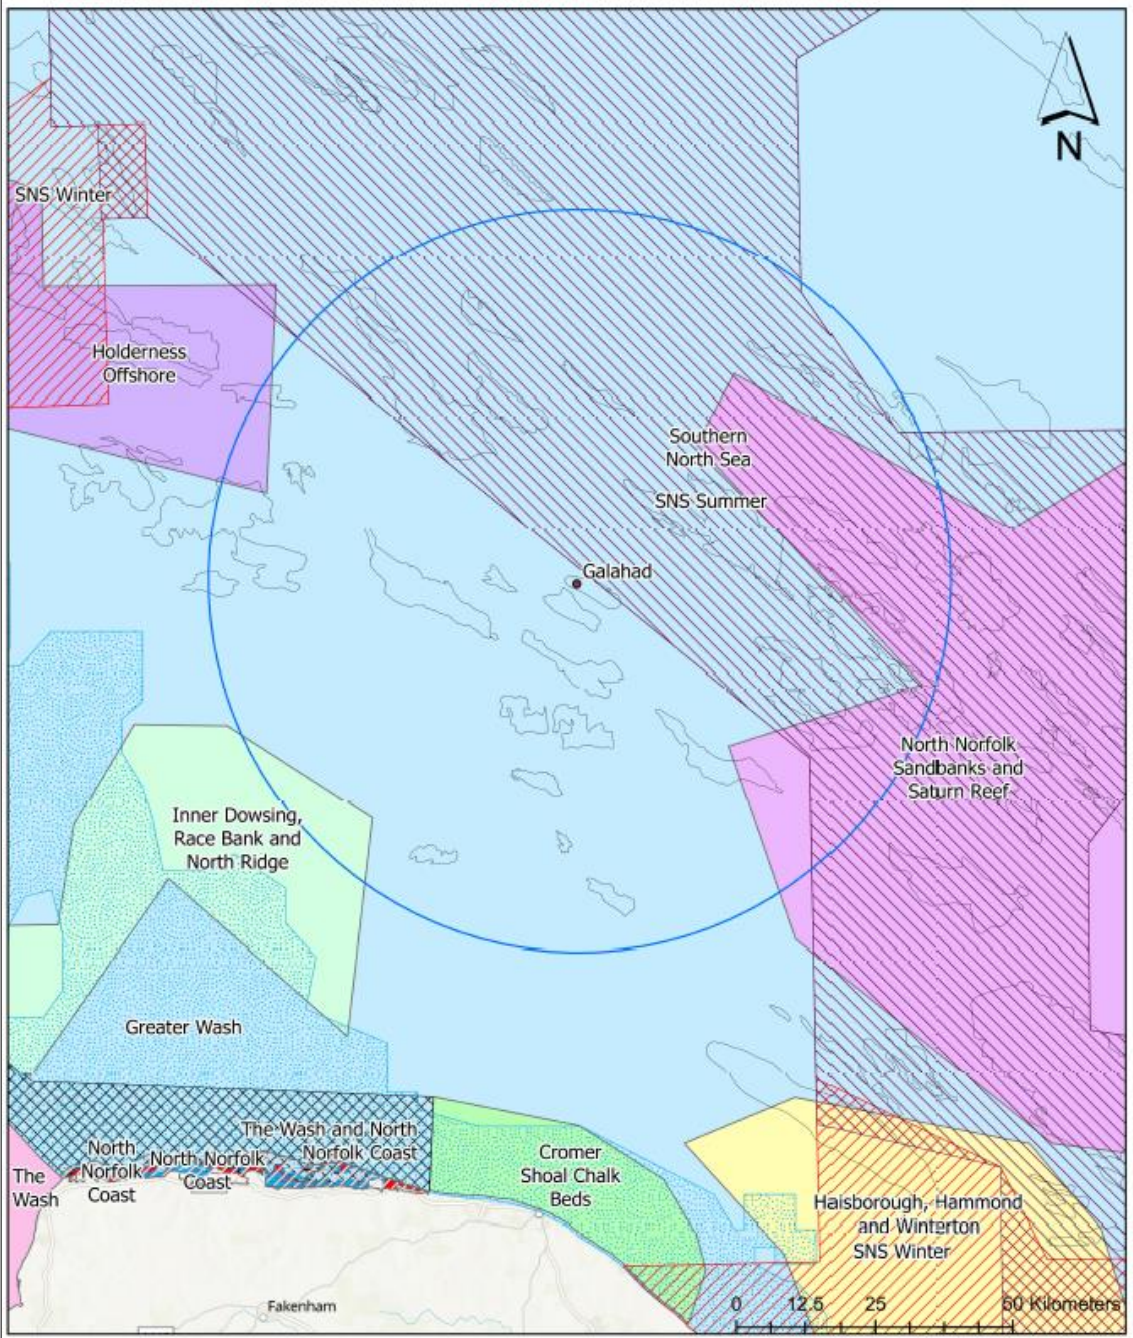 N
SNS Winter
Holderness
Offshore
Southern
North Sea
SNS Summer
Galahad
North Norfolk
Sandbanks and
Saturn Reef
Inner Dowsing,
Race Bank and
North Ridge
Greater Wash
The Wash and North
Norfolk Coast
North
Norfolk
Coast
North Norfolk
Coast
The
Wash
Cromer
Shoal Chalk
Beds
Haisborough, Hammond
and Winterton
SNS Winter
Fakenham
0 12.5 25 50 Kilometers